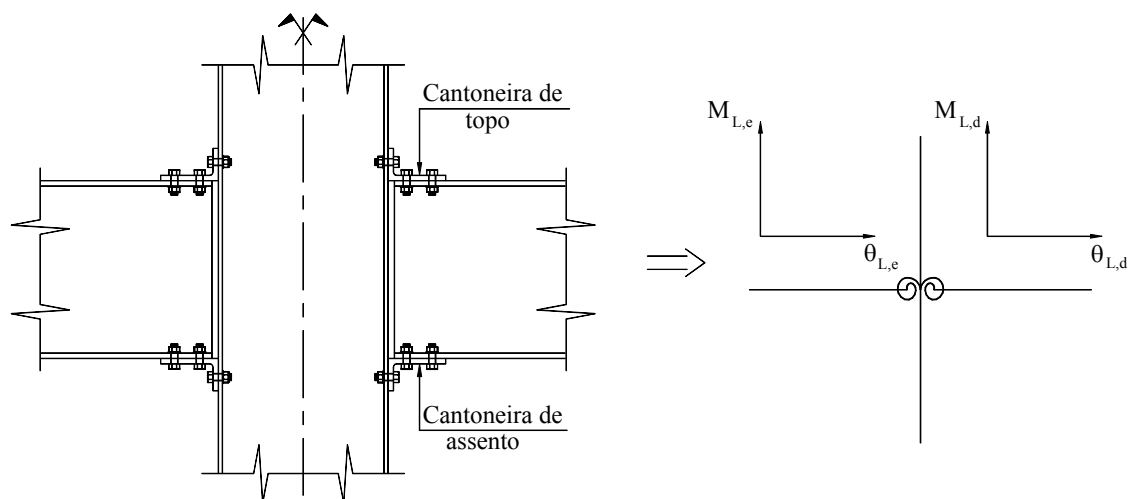 Cantoneira de
topo
Cantoneira de
assento
M L,e
M L,d
θ L,e
θ L,d